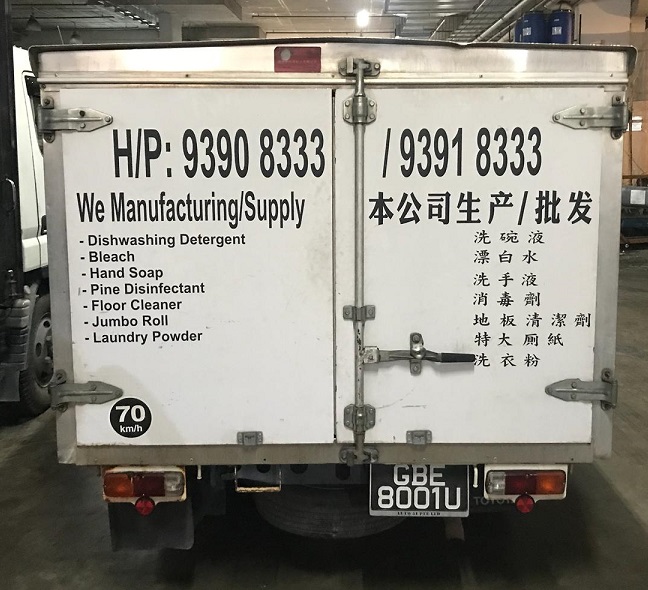 H/P: 9390 8333 / 9391 8333
We Manufacturing/Supply
- Dishwashing Detergent
- Bleach
- Hand Soap
- Pine Disinfectant
- Floor Cleaner
- Jumbo Roll
- Laundry Powder
本公司生产/批发
洗碗液
漂白水
洗手液
消毒劑
地板清潔劑
特大厠紙
洗衣粉
70
km/h
GBE
8001U